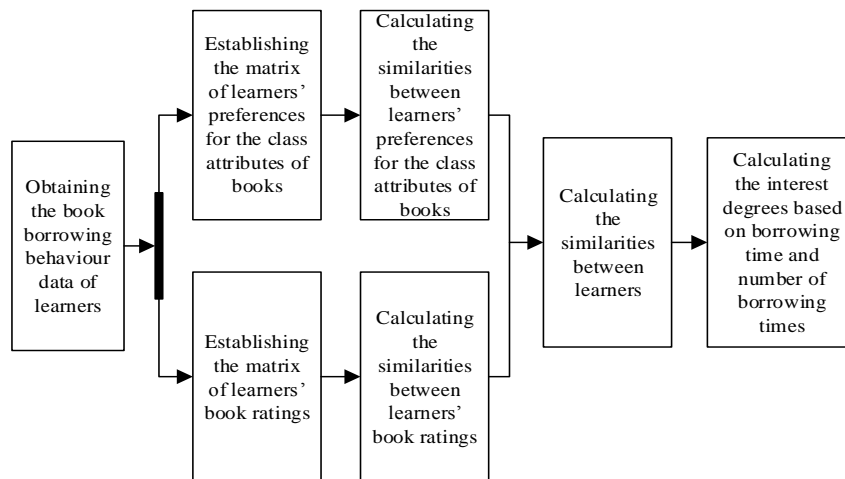 Obtaining
the book
borrowing
behaviour
data of
learners
Establishing
the matrix
of learners’
preferences
for the class
attributes of
books
Calculating
the
similarities
between
learners’
preferences
for the class
attributes of
books
Establishing
the matrix
of learners’
book ratings
Calculating
the
similarities
between
learners’
book ratings
Calculating
the
similarities
between
learners
Calculating
the interest
degrees based
on borrowing
time and
number of
borrowing
times